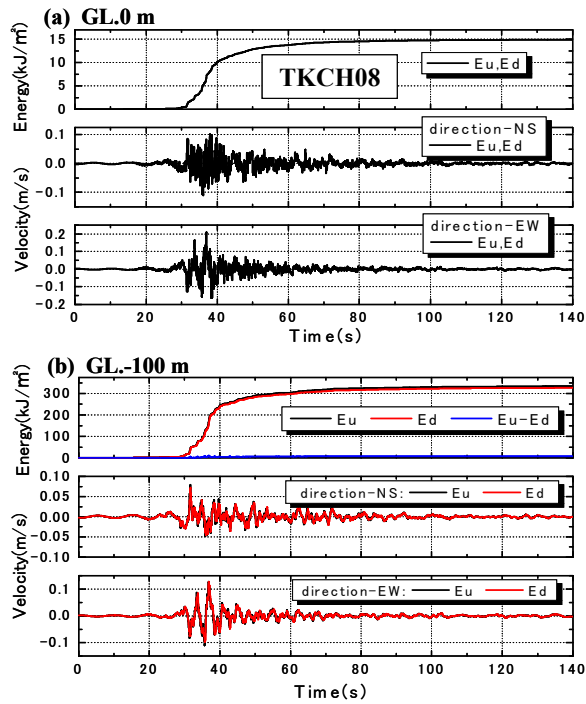 (a) GL.0 m
Energy(kJ/㎡)
15
10
5
0
TKCH08
Eu,Ed
Velocity(m/s)
0.1
0.0
-0.1
direction-NS
Eu,Ed
0.2
0.1
0.0
-0.1
-0.2
direction-EW
Eu,Ed
0 20 40 60 80 100 120 140
Time(s)
(b) GL.-100 m
Energy(kJ/㎡)
300
200
100
0
Eu Ed Eu-Ed
Velocity(m/s)
0.10
0.05
0.00
-0.05
-0.10
direction-NS: Eu Ed
0.1
0.0
-0.1
direction-EW: Eu Ed
0 20 40 60 80 100 120 140
Time(s)